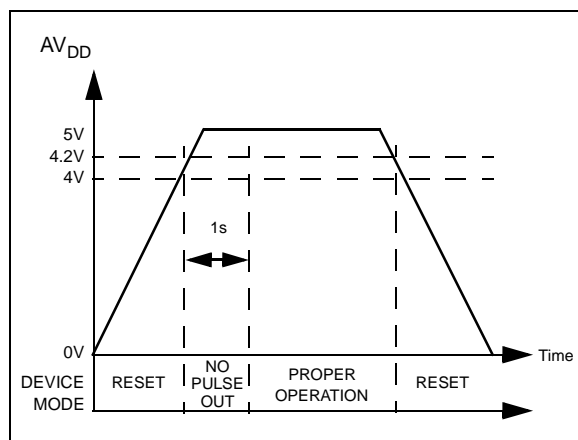 AVDD
5V
4.2V
4V
1s
0V
Time
DEVICE
MODE
RESET
NO
PULSE
OUT
PROPER
OPERATION
RESET